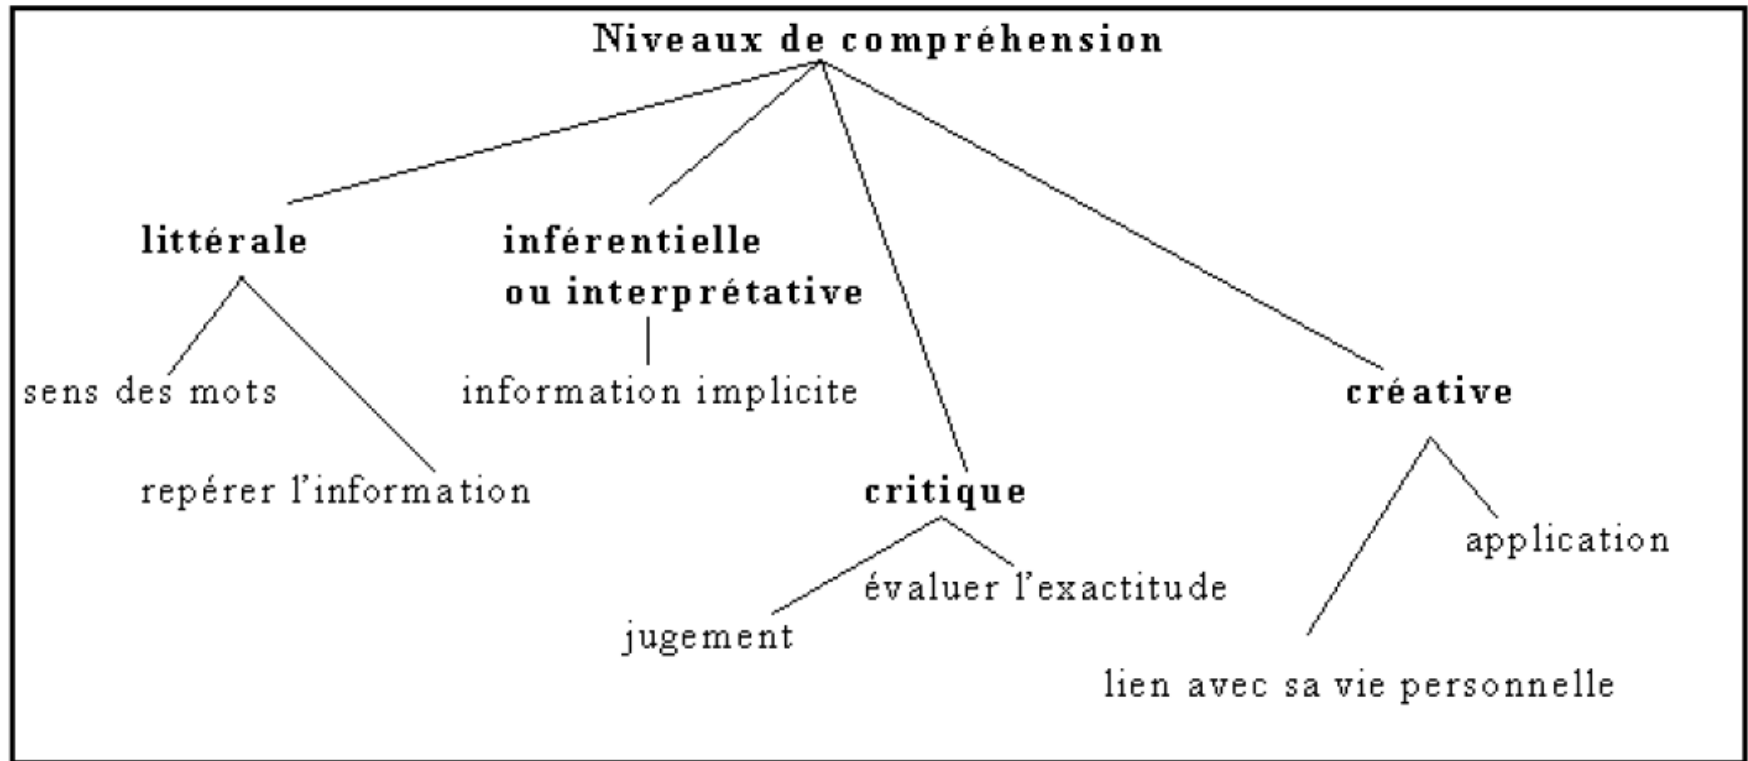 Niveaux de compréhension
littérale
inférentielle
ou interprétative
sens des mots
information implicite
créative
repérer l'information
critique
application
évaluer l'exactitude
jugement
lien avec sa vie personnelle